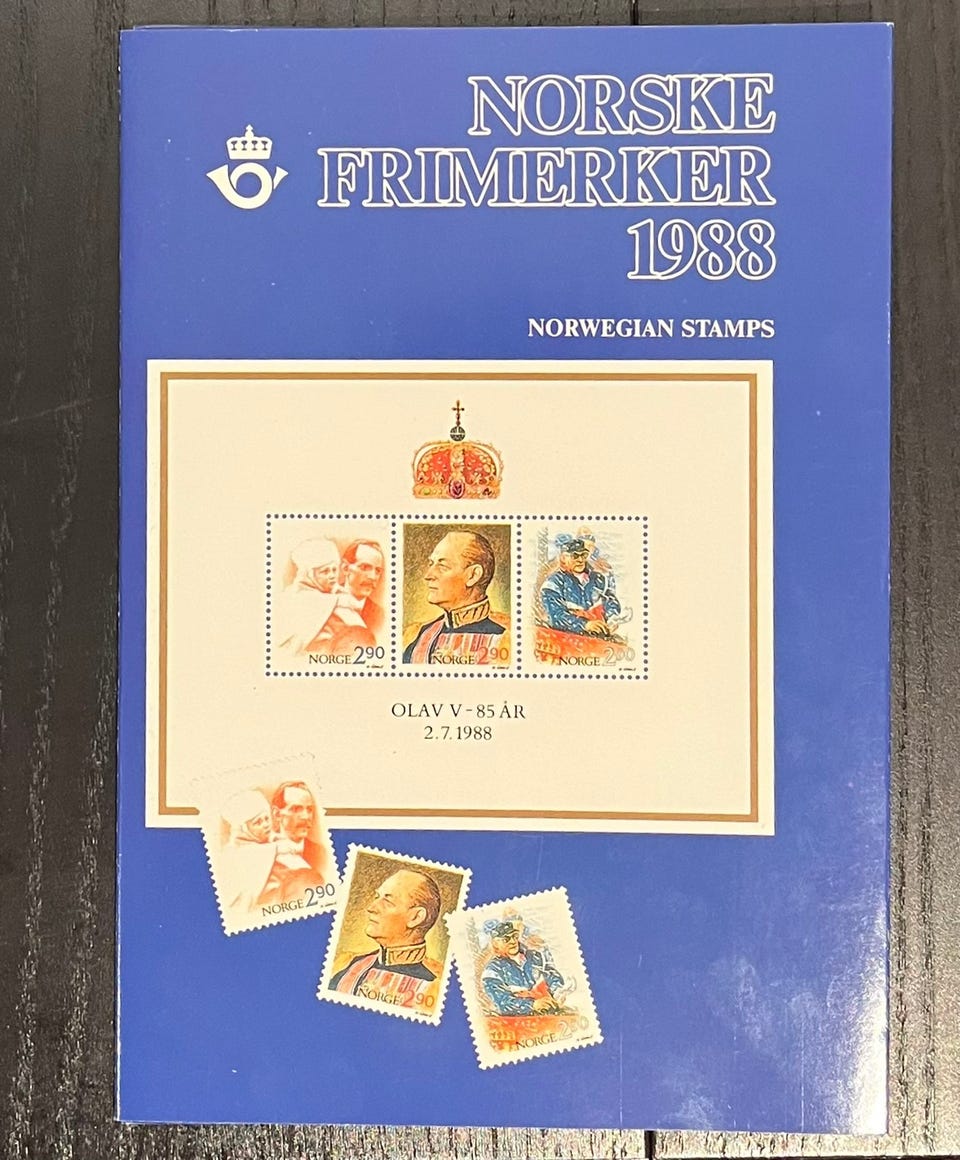 NORSKE
FRIMERKER
1988
NORWEGIAN STAMPS
NORGE 2 90
NORGE 2 90
NORGE 2 90
OLAV V - 85 ÅR
2.7.1988
NORGE 2 90
NORGE 2 90
NORGE 2 90